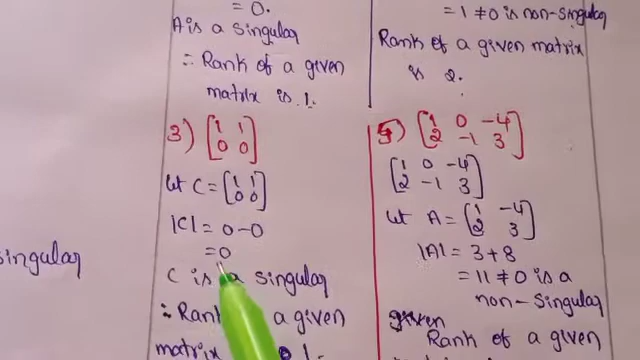 = 0.
A is a singular
∴ Rank of a given
matrix is 1.
= 1 ≠ 0 is non-singular
Rank of a given matrix
is 2.
singular
3) [1 1
0 0]
let C = [1 1
0 0]
|C| = 0-0
= 0
C is a singular
∴ Rank a given
matrix 1.
[1 0 -4
2 -1 3]
[1 0 -4
2 -1 3]
let A = [1 -4
2 3]
|A| = 3+8
= 11 ≠ 0 is a
non-singular
given
Rank of a given